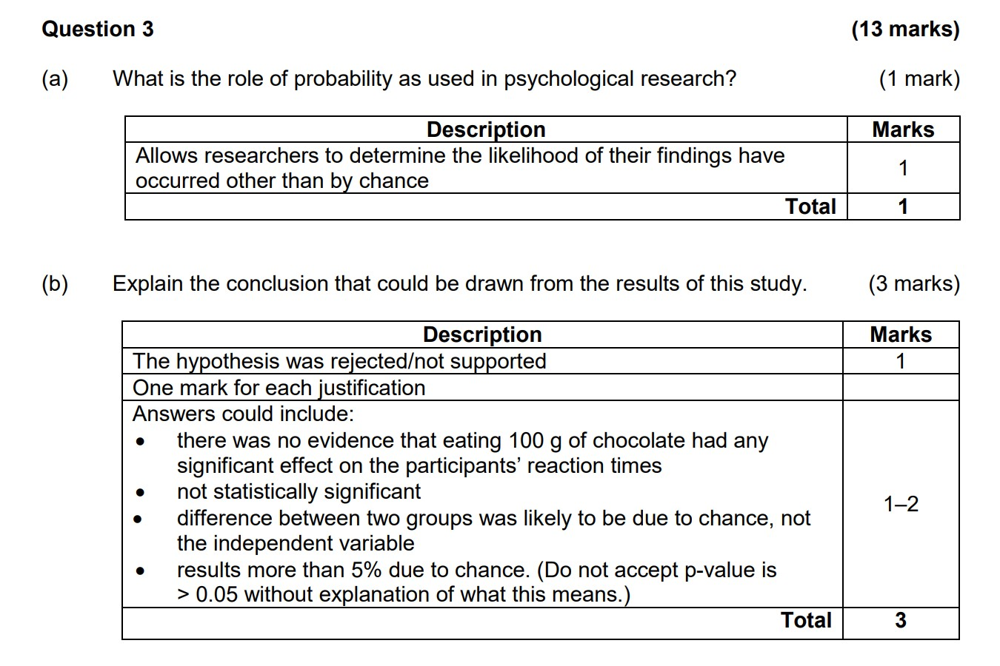 Question 3 (13 marks)
(a) What is the role of probability as used in psychological research? (1 mark)
Description Marks
Allows researchers to determine the likelihood of their findings have
occurred other than by chance
1
Total 1
(b) Explain the conclusion that could be drawn from the results of this study. (3 marks)
Description Marks
The hypothesis was rejected/not supported 1
One mark for each justification
Answers could include:
• there was no evidence that eating 100 g of chocolate had any
significant effect on the participants’ reaction times
• not statistically significant
• difference between two groups was likely to be due to chance, not
the independent variable
• results more than 5% due to chance. (Do not accept p-value is
> 0.05 without explanation of what this means.)
1–2
Total 3